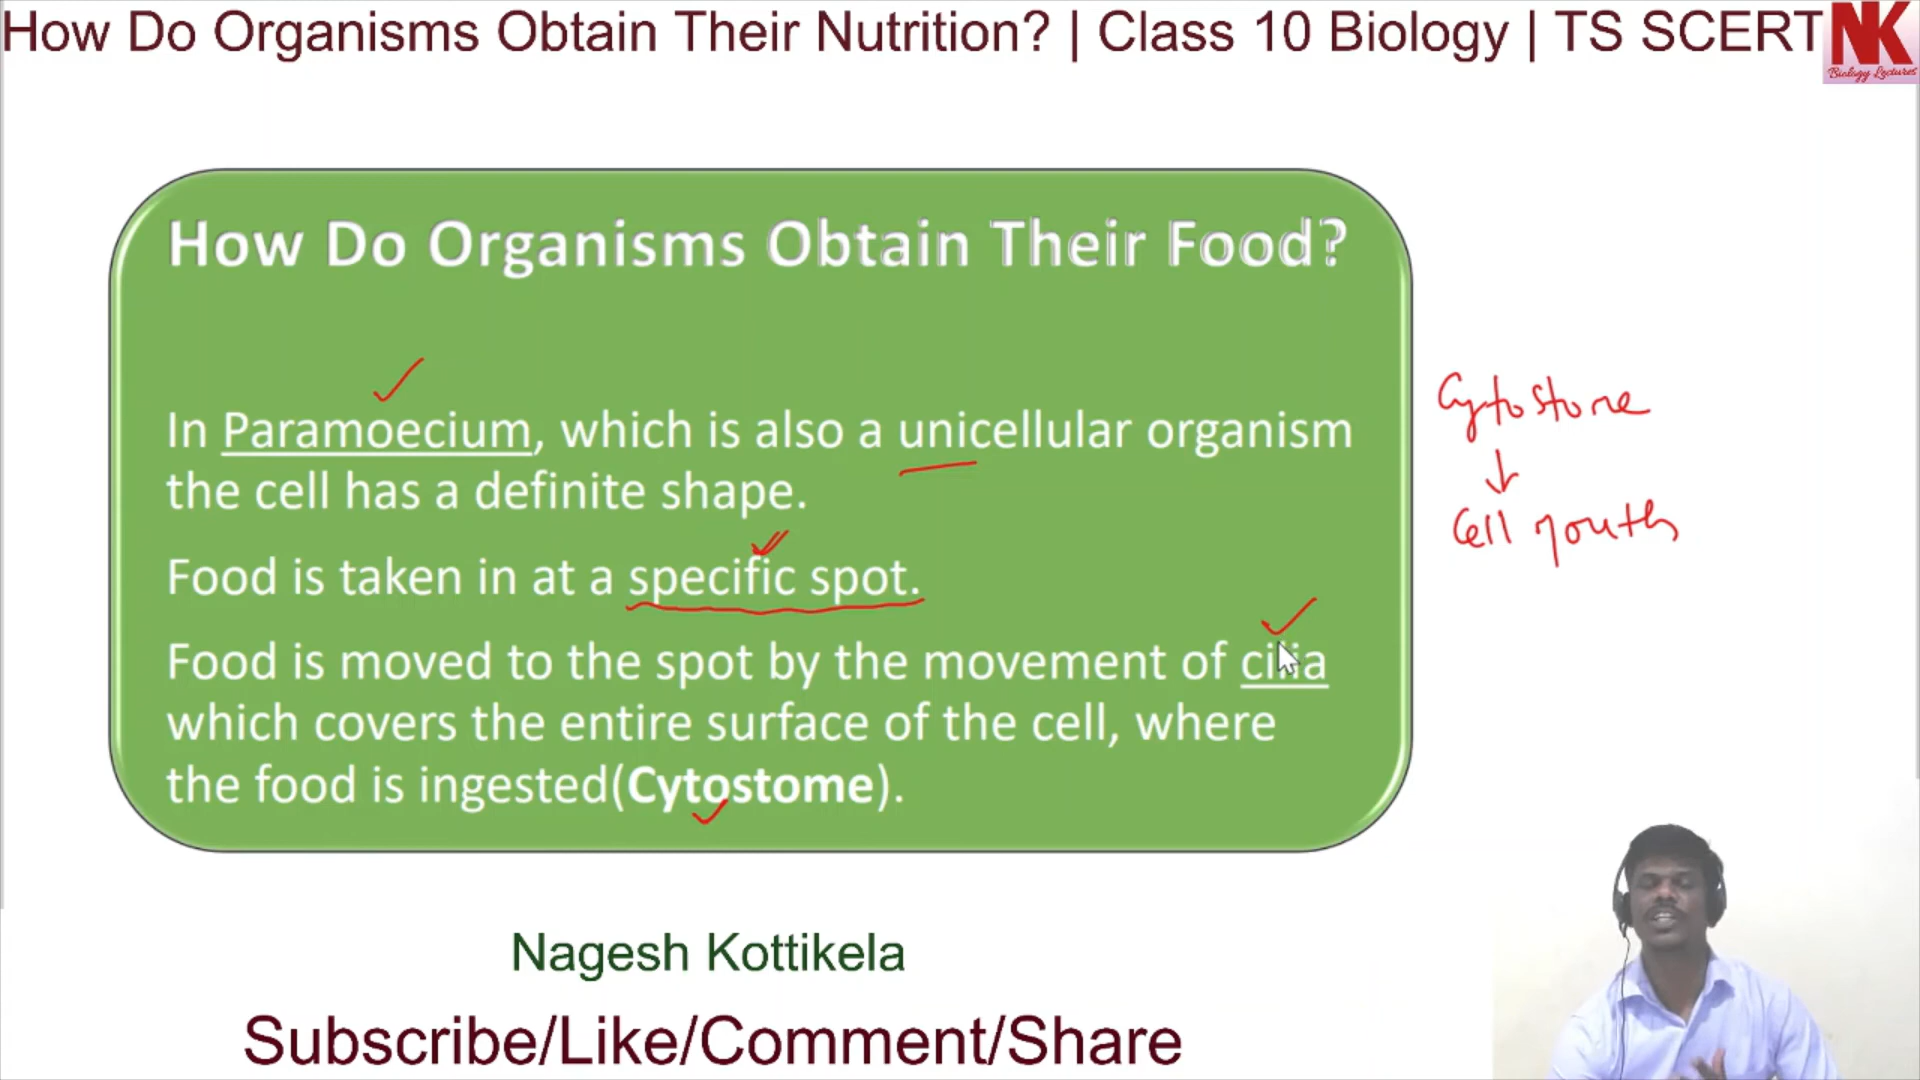 How Do Organisms Obtain Their Nutrition? | Class 10 Biology | TS SCERT
NK
Biology Lectures
How Do Organisms Obtain Their Food?
In Paramoecium, which is also a unicellular organism
the cell has a definite shape.
Food is taken in at a specific spot.
Food is moved to the spot by the movement of cilia
which covers the entire surface of the cell, where
the food is ingested(Cytostome).
Cytostome
↓
Cell mouth
Nagesh Kottikela
Subscribe/Like/Comment/Share